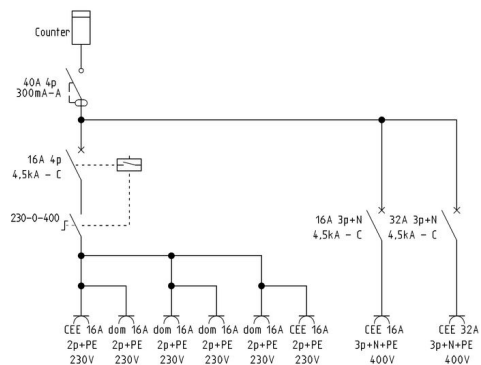 Counter
40A 4p
300mA-A
16A 4p
4,5kA - C
230-0-400
16A 3p+N
4,5kA - C
32A 3p+N
4,5kA - C
CEE 16A
2p+PE
230V
dom 16A
2p+PE
230V
dom 16A
2p+PE
230V
dom 16A
2p+PE
230V
dom 16A
2p+PE
230V
CEE 16A
2p+PE
230V
CEE 16A
3p+N+PE
400V
CEE 32A
3p+N+PE
400V